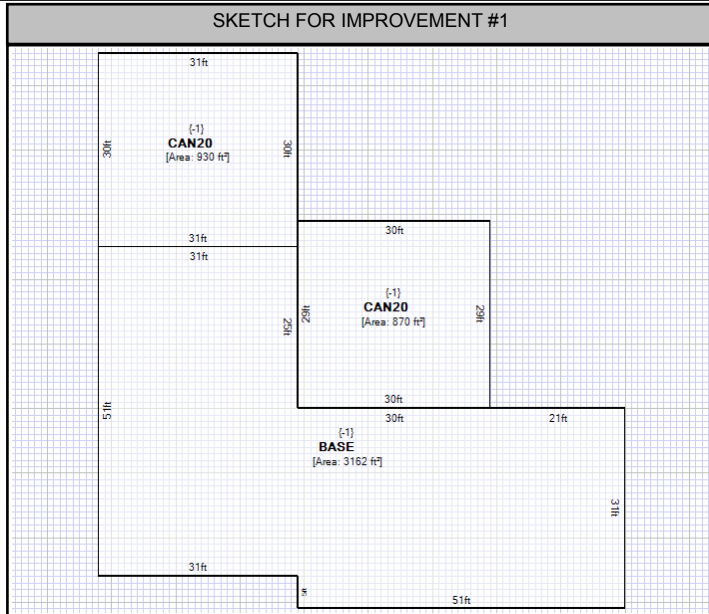 SKETCH FOR IMPROVEMENT #1
31ft
30ft
{-1}
CAN20
[Area: 930 ft²]
30ft
31ft
31ft
30ft
{-1}
CAN20
[Area: 870 ft²]
25ft
29ft
29ft
30ft
51ft
30ft
21ft
{-1}
BASE
[Area: 3162 ft²]
31ft
31ft
51ft